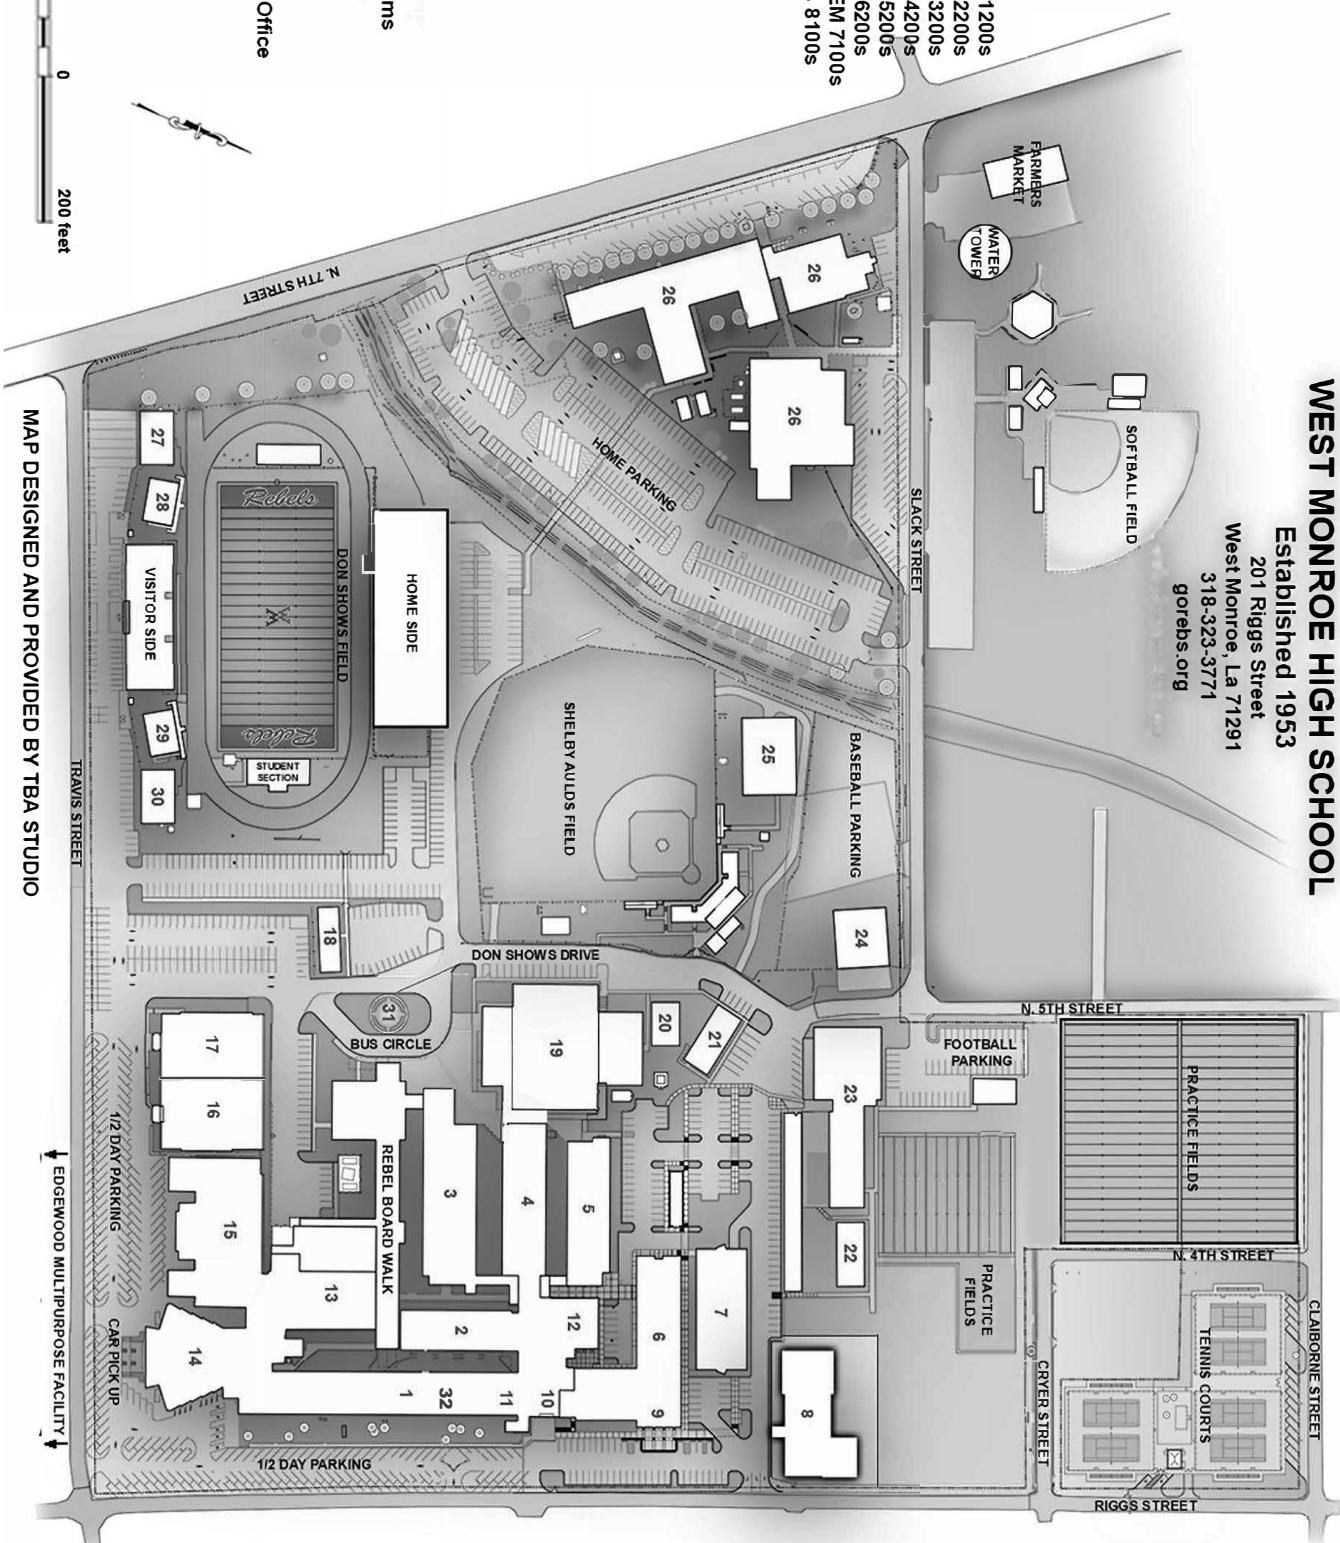 WEST MONROE HIGH SCHOOL
Established 1953
201 Riggs Street
West Monroe, La 71291
318-323-3771
gorebs.org
1200s
2200s
3200s
4200s
5200s
6200s
EM 7100s
8100s
ms
Office
0
200 feet
FARMERS
MARKET
WATER
TOWER
SOFTBALL FIELD
N. 7TH STREET
SLACK STREET
26
26
26
HOME PARKING
27
28
VISITOR SIDE
29
30
Rebels
W
Rebels
DON SHOWS FIELD
HOME SIDE
STUDENT
SECTION
SHELBY AULDS FIELD
25
BASEBALL PARKING
24
TRAVIS STREET
18
DON SHOWS DRIVE
31
BUS CIRCLE
19
20
21
23
22
N. 5TH STREET
FOOTBALL
PARKING
PRACTICE FIELDS
PRACTICE
FIELDS
N. 4TH STREET
CLAIBORNE STREET
TENNIS COURTS
CRYER STREET
RIGGS STREET
17
16
15
14
13
REBEL BOARD WALK
3
4
5
2
12
6
7
8
1
32
11
10
9
1/2 DAY PARKING
CAR PICK UP
1/2 DAY PARKING
EDGEWOOD MULTIPURPOSE FACILITY
MAP DESIGNED AND PROVIDED BY TBA STUDIO